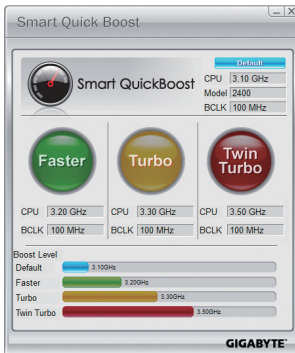 Smart Quick Boost
Default
Smart QuickBoost
CPU 3.10 GHz
Model 2400
BCLK 100 MHz
Faster
Turbo
Twin
Turbo
CPU 3.20 GHz CPU 3.30 GHz CPU 3.50 GHz
BCLK 100 MHz BCLK 100 MHz BCLK 100 MHz
Boost Level
Default 3.10GHz
Faster 3.20GHz
Turbo 3.30GHz
Twin Turbo 3.50GHz
GIGABYTE™